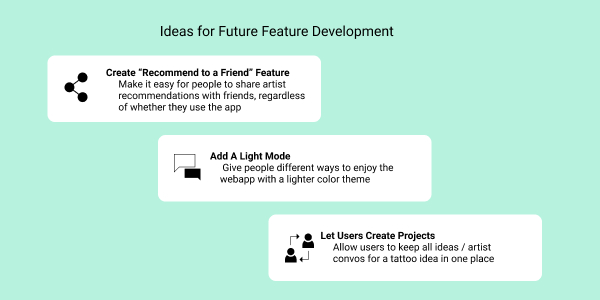 Ideas for Future Feature Development
Create “Recommend to a Friend” Feature
Make it easy for people to share artist
recommendations with friends, regardless
of whether they use the app
Add A Light Mode
Give people different ways to enjoy the
webapp with a lighter color theme
Let Users Create Projects
Allow users to keep all ideas / artist
convos for a tattoo idea in one place